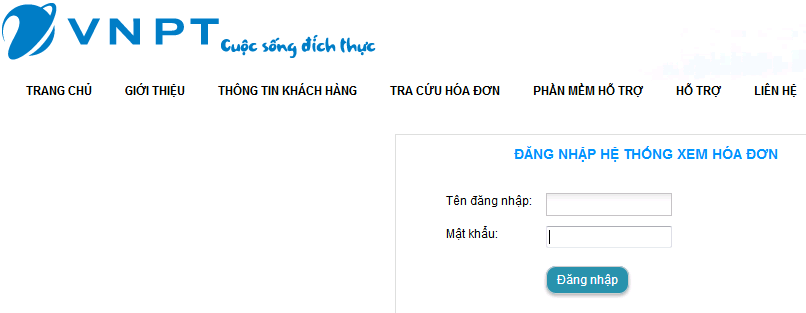 VNPT
Cuộc sống đích thực
TRANG CHỦ GIỚI THIỆU THÔNG TIN KHÁCH HÀNG TRA CỨU HÓA ĐƠN PHẦN MỀM HỖ TRỢ HỖ TRỢ LIÊN HỆ
ĐĂNG NHẬP HỆ THỐNG XEM HÓA ĐƠN
Tên đăng nhập:
Mật khẩu:
Đăng nhập